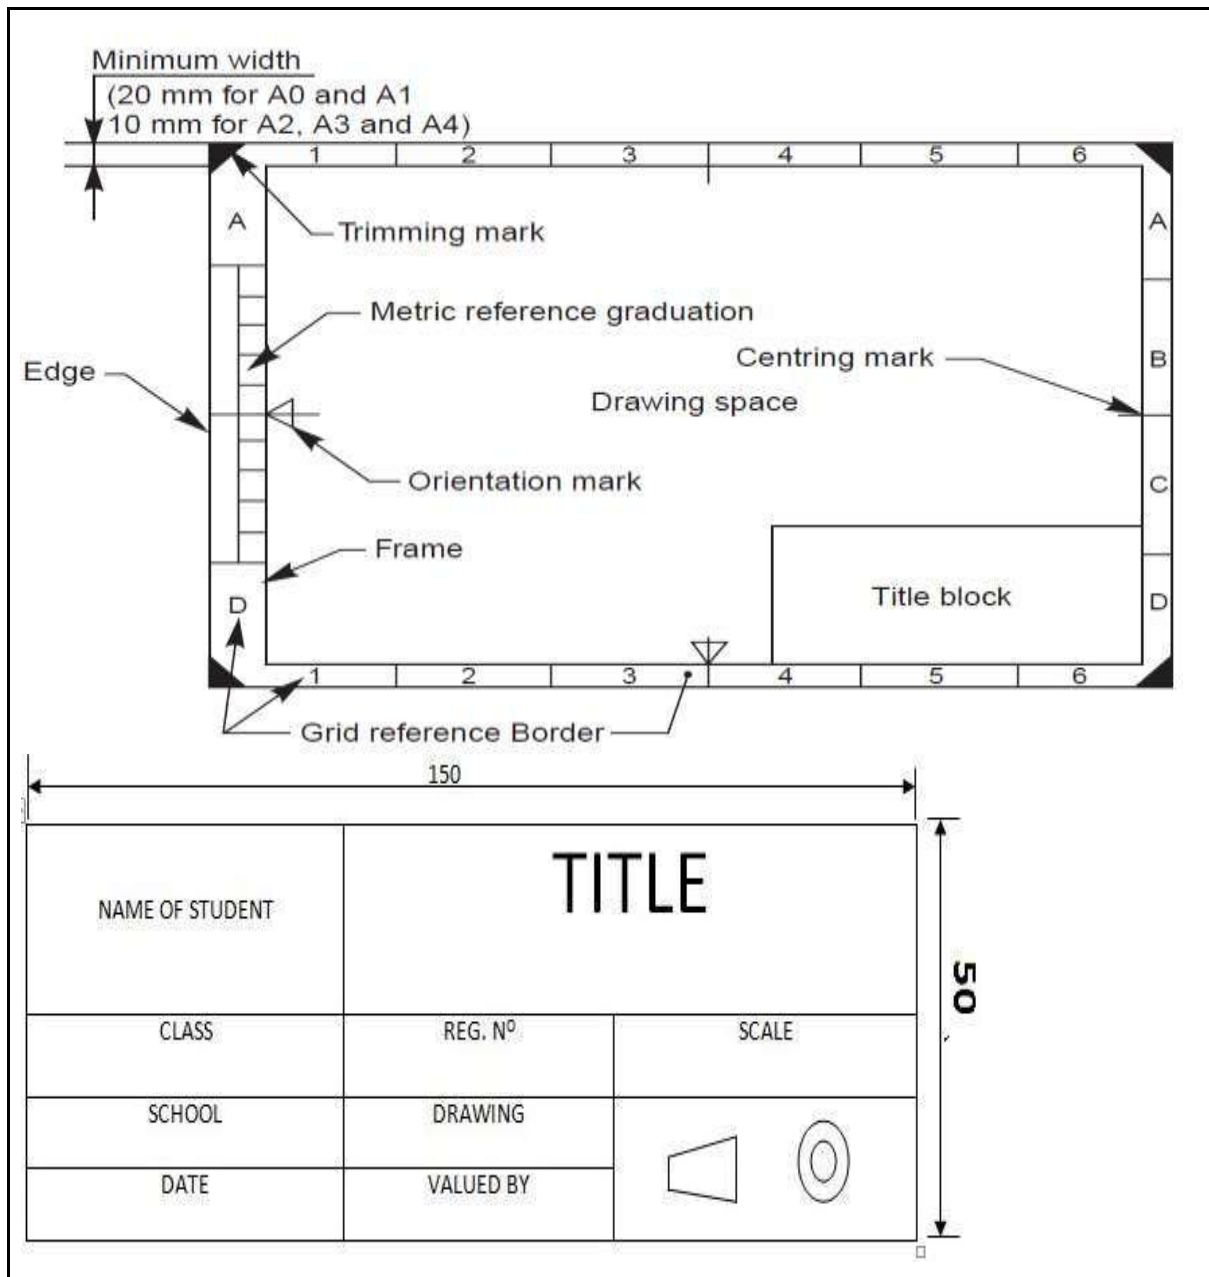 Minimum width
(20 mm for A0 and A1
10 mm for A2, A3 and A4)
1 2 3 4 5 6
A A
Trimming mark
Metric reference graduation
Centring mark B
Edge
Drawing space
Orientation mark C
Frame
Title block
D D
1 2 3 4 5 6
Grid reference Border
150
TITLE
NAME OF STUDENT
50
CLASS REG. Nº SCALE
SCHOOL DRAWING
DATE VALUED BY